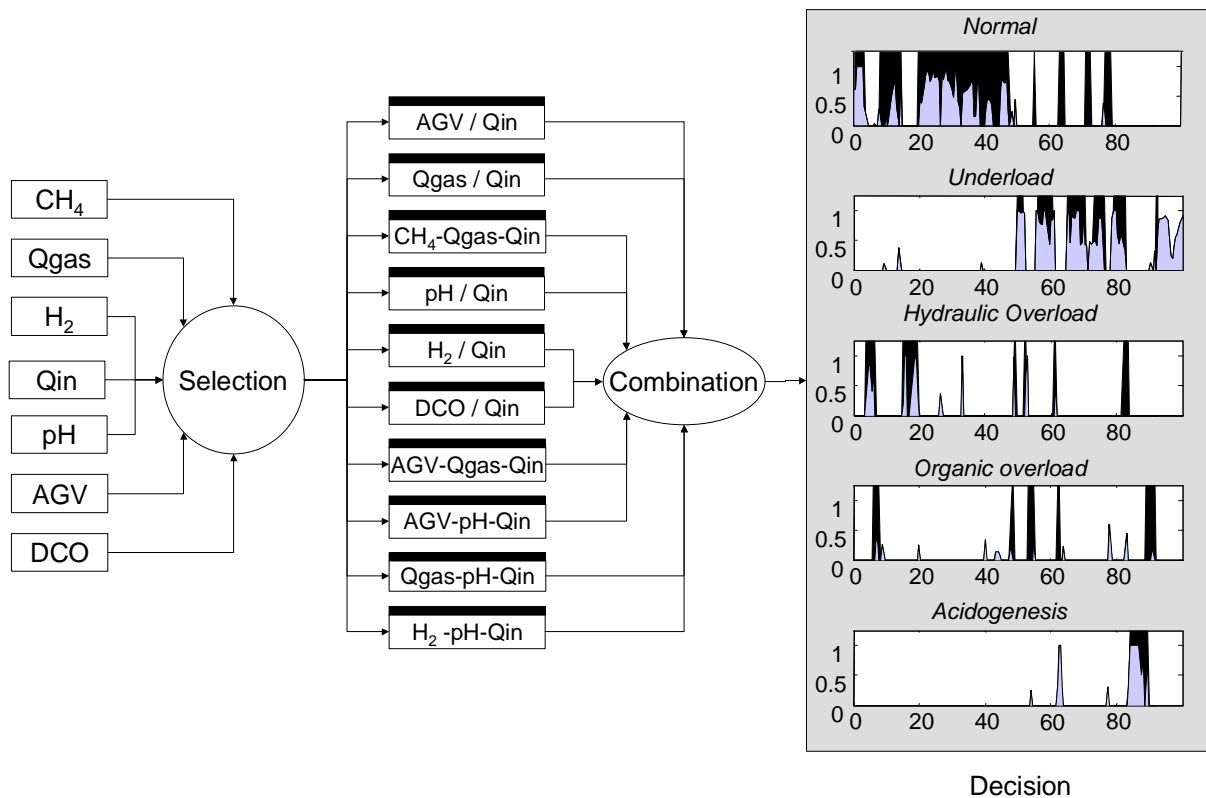 CH₄
Qgas
H₂
Qin
pH
AGV
DCO
Selection
AGV / Qin
Qgas / Qin
CH₄-Qgas-Qin
pH / Qin
H₂ / Qin
DCO / Qin
AGV-Qgas-Qin
AGV-pH-Qin
Qgas-pH-Qin
H₂ -pH-Qin
Combination
Normal
1
0.5
0
0 20 40 60 80
Underload
1
0.5
0
0 20 40 60 80
Hydraulic Overload
1
0.5
0
0 20 40 60 80
Organic overload
1
0.5
0
0 20 40 60 80
Acidogenesis
1
0.5
0
0 20 40 60 80
Decision